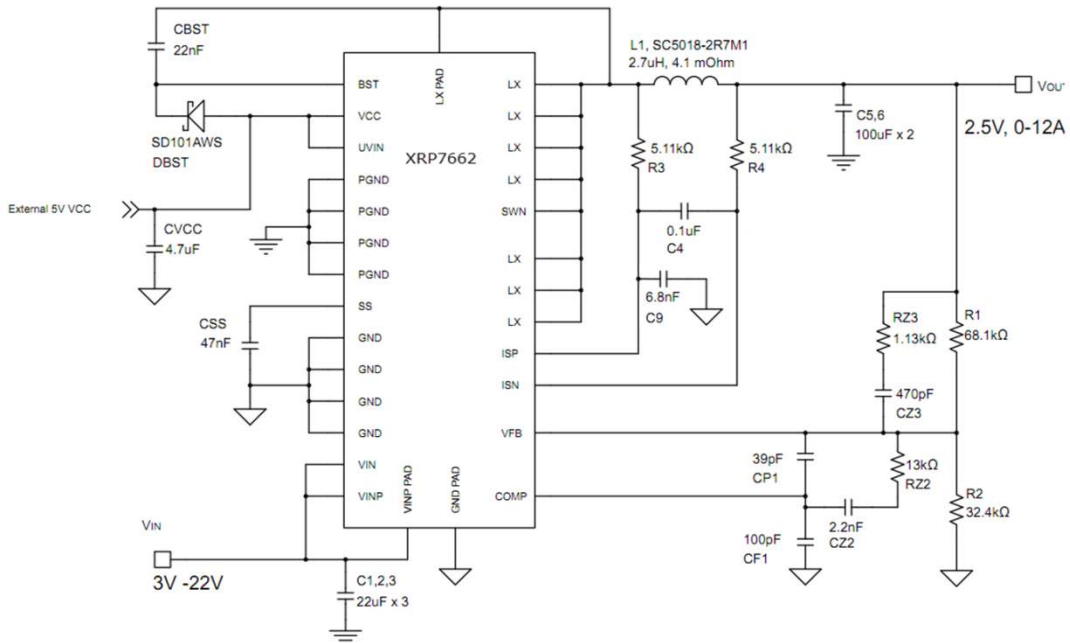 CBST
22nF
L1, SC5018-2R7M1
2.7uH, 4.1 mOhm
LX PAD
BST
LX
VOU
C5,6
100uF x 2
2.5V, 0-12A
VCC
LX
SD101AWS
DBST
UVIN
LX
XRP7662
5.11kΩ
R3
5.11kΩ
R4
PGND
LX
External 5V VCC
PGND
SWN
0.1uF
C4
CVCC
4.7uF
PGND
LX
PGND
LX
6.8nF
C9
SS
LX
CSS
47nF
RZ3
1.13kΩ
R1
68.1kΩ
GND
ISP
GND
ISN
GND
470pF
CZ3
GND
VFB
VIN
39pF
CP1
13kΩ
RZ2
VINP
VINP PAD
GND PAD
COMP
R2
32.4kΩ
2.2nF
CZ2
VIN
100pF
CF1
3V -22V
C1,2,3
22uF x 3